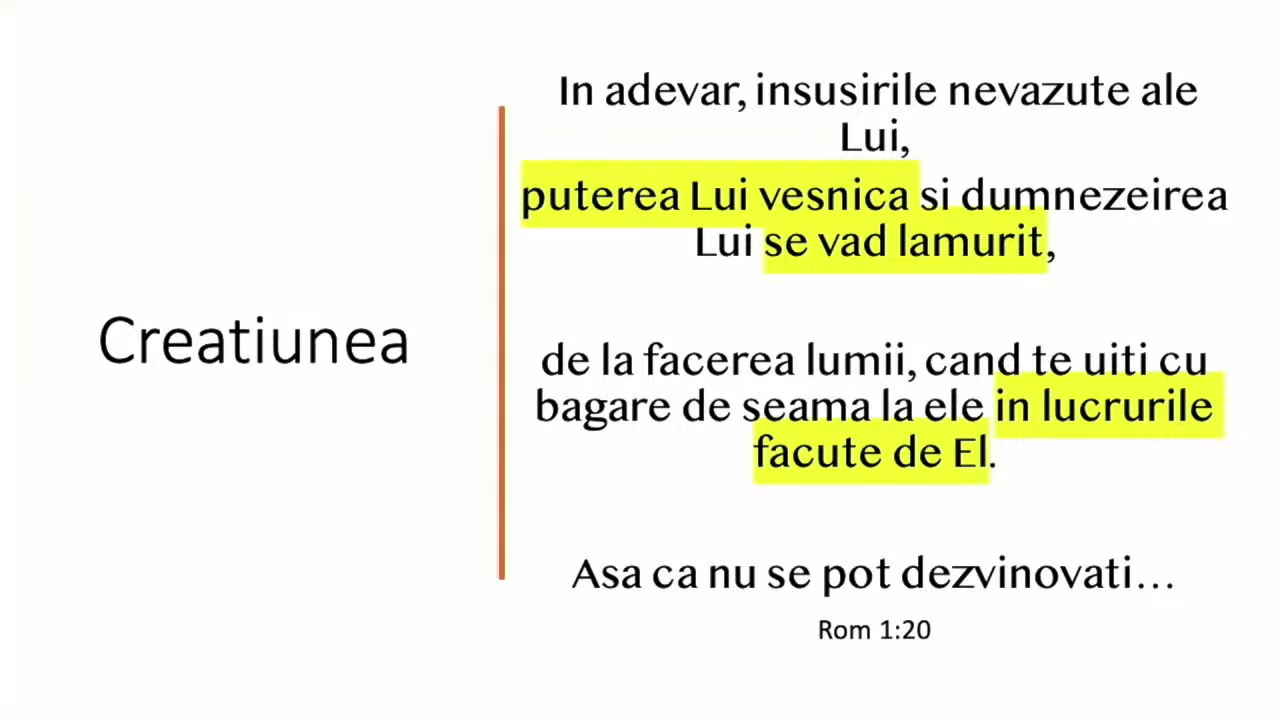 Creatiunea
In adevar, insusirile nevazute ale
Lui,
puterea Lui vesnica si dumnezeirea
Lui se vad lamurit,
de la facerea lumii, cand te uiti cu
bagare de seama la ele in lucrurile
facute de El.
Asa ca nu se pot dezvinovati...
Rom 1:20